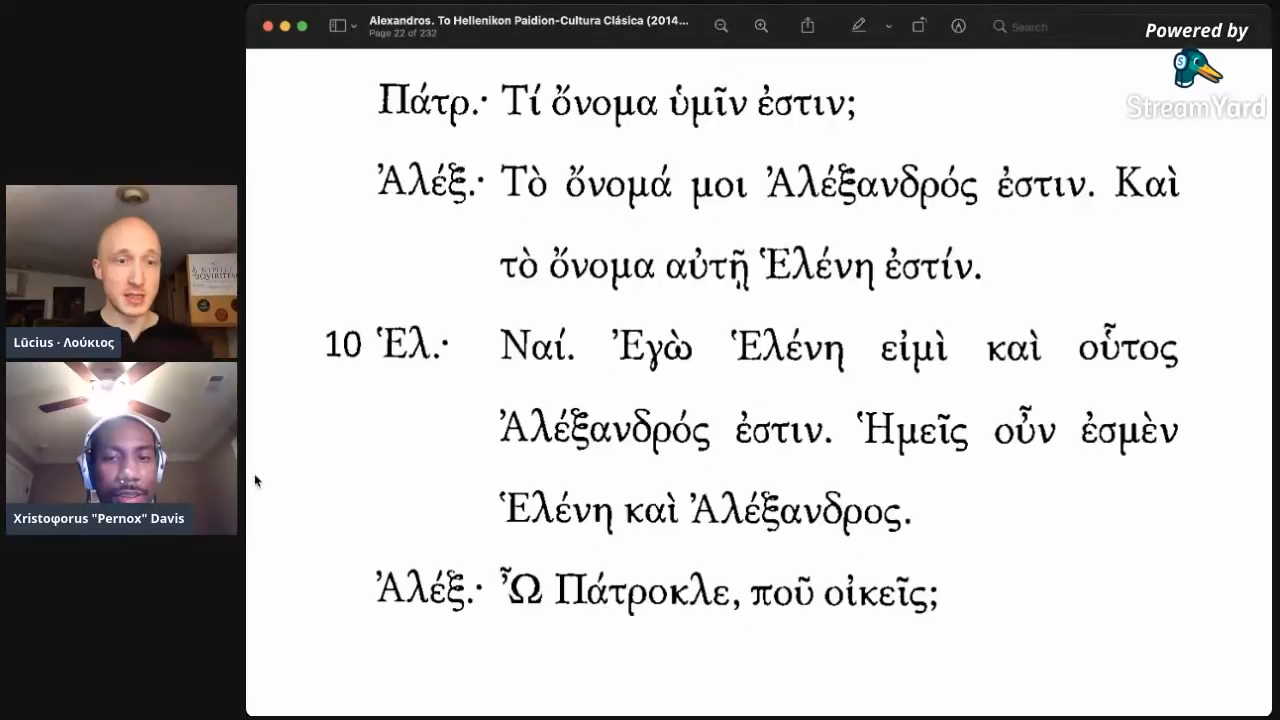 Alexandros. To Hellenikon Paidion-Cultura Clásica (2014...
Page 22 of 232
Search
Powered by
StreamYard
Πάτρ.· Τί ὄνομα ὑμῖν ἐστιν;
Ἀλέξ.· Τὸ ὄνομά μοι Ἀλέξανδρός ἐστιν. Καὶ
τὸ ὄνομα αὐτῇ Ἑλένη ἐστίν.
10 Ἑλ.· Ναί. Ἐγὼ Ἑλένη εἰμὶ καὶ οὗτος
Ἀλέξανδρός ἐστιν. Ἡμεῖς οὖν ἐσμὲν
Ἑλένη καὶ Ἀλέξανδρος.
Ἀλέξ.· Ὦ Πάτροκλε, ποῦ οἰκεῖς;
Lūcius · Λούκιος
Xristoφorus "Pernox" Davis